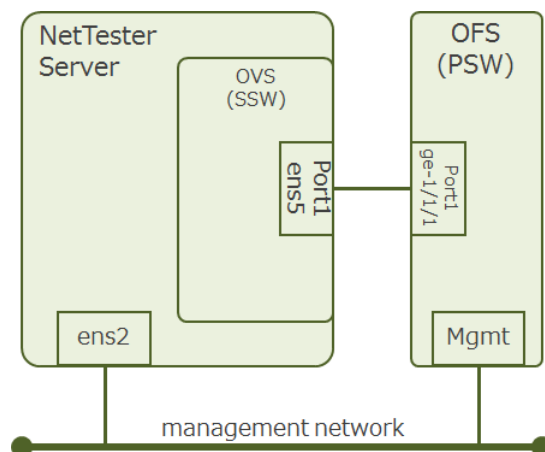 NetTester
Server
OVS
(SSW)
Port1
ens5
OFS
(PSW)
Port1
ge-1/1/1
ens2
Mgmt
management network